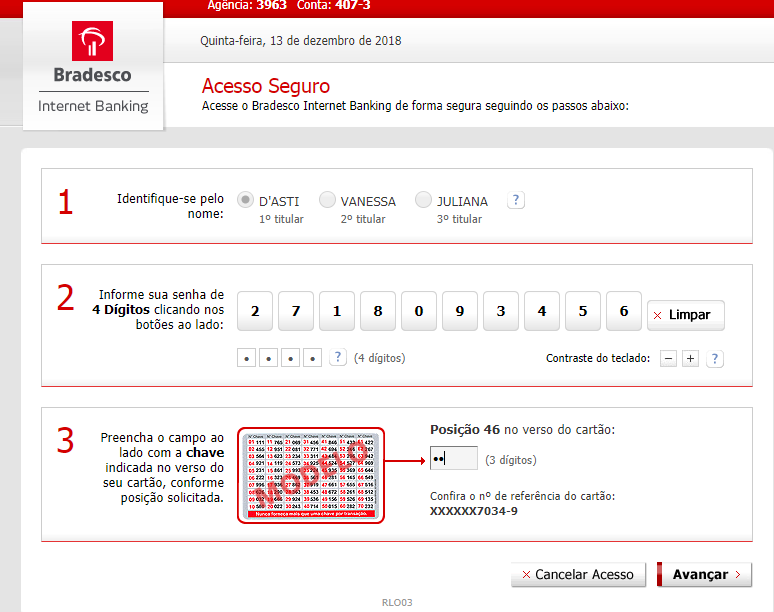 Agência: 3963 Conta: 407-3
Bradesco
Internet Banking
Quinta-feira, 13 de dezembro de 2018
Acesso Seguro
Acesse o Bradesco Internet Banking de forma segura seguindo os passos abaixo:
1
Identifique-se pelo
nome:
D'ASTI VANESSA JULIANA ?
1º titular 2º titular 3º titular
2
Informe sua senha de
4 Dígitos clicando nos
botões ao lado:
2 7 1 8 0 9 3 4 5 6 Limpar
? (4 dígitos) Contraste do teclado: − + ?
3
Preencha o campo ao
lado com a chave
indicada no verso do
seu cartão, conforme
posição solicitada.
MODELO
Nunca forneça mais que uma chave por transação.
Posição 46 no verso do cartão:
(3 dígitos)
Confira o nº de referência do cartão:
XXXXXX7034-9
Cancelar Acesso Avançar
RLO03